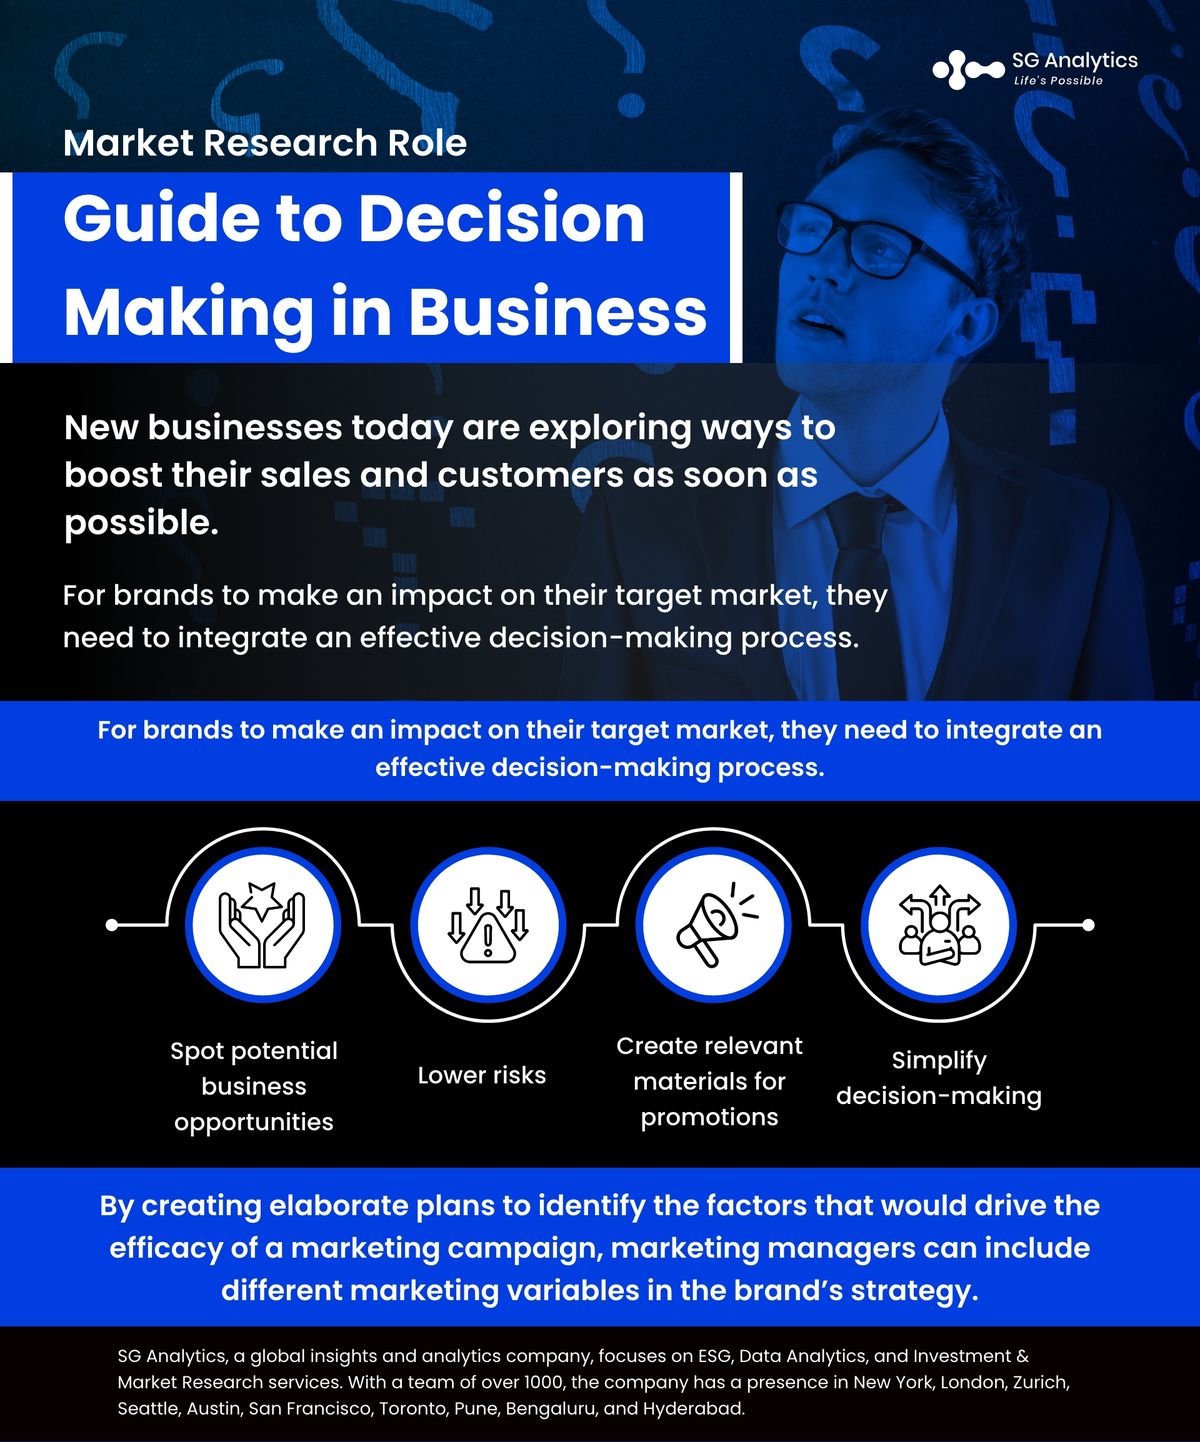 SG Analytics
Life's Possible
Market Research Role
Guide to Decision
Making in Business
New businesses today are exploring ways to
boost their sales and customers as soon as
possible.
For brands to make an impact on their target market, they
need to integrate an effective decision-making process.
For brands to make an impact on their target market, they need to integrate an
effective decision-making process.
Spot potential
business
opportunities
Lower risks
Create relevant
materials for
promotions
Simplify
decision-making
By creating elaborate plans to identify the factors that would drive the
efficacy of a marketing campaign, marketing managers can include
different marketing variables in the brand's strategy.
SG Analytics, a global insights and analytics company, focuses on ESG, Data Analytics, and Investment &
Market Research services. With a team of over 1000, the company has a presence in New York, London, Zurich,
Seattle, Austin, San Francisco, Toronto, Pune, Bengaluru, and Hyderabad.